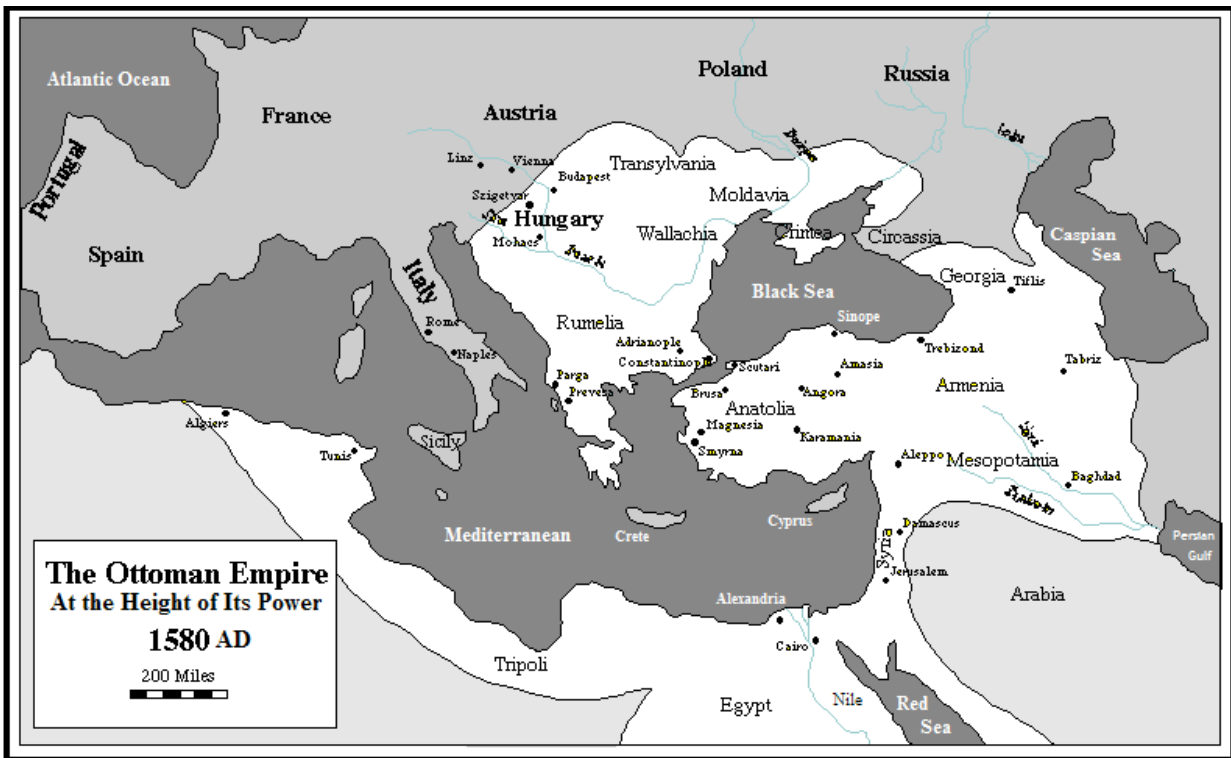 Atlantic Ocean
Portugal
Spain
France
Austria
Poland
Russia
Linz
Vienna
Budapest
Szigetvar
Hungary
Mohacs
Transylvania
Moldavia
Wallachia
Crimea
Circassia
Caspian
Sea
Georgia
Tiflis
Black Sea
Sinope
Italy
Rome
Naples
Rumelia
Adrianople
Constantinople
Scutari
Amasia
Trebizond
Tabriz
Armenia
Parga
Prevesa
Brusa
Anatolia
Angora
Magnesia
Smyrna
Karamania
Algiers
Tunis
Sicily
Aleppo
Mesopotamia
Baghdad
Mediterranean
Crete
Cyprus
Damascus
Syria
Jerusalem
Persian
Gulf
Arabia
Alexandria
Cairo
Tripoli
Egypt
Nile
Red
Sea
The Ottoman Empire
At the Height of Its Power
1580 AD
200 Miles